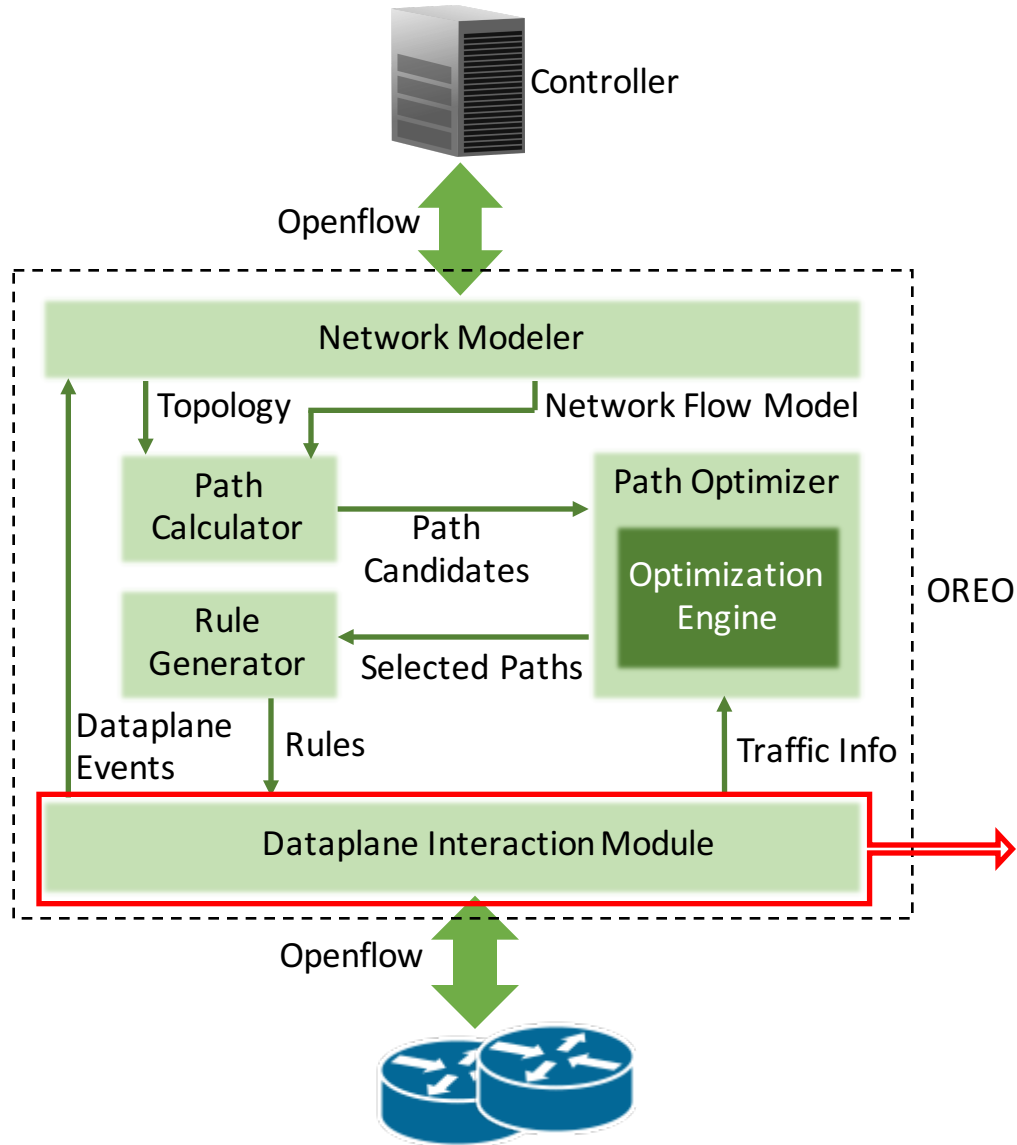 Controller
Openflow
Network Modeler
Topology
Network Flow Model
Path
Calculator
Path Optimizer
Path
Candidates
Optimization
Engine
OREO
Rule
Generator
Selected Paths
Dataplane
Events
Rules
Traffic Info
Dataplane Interaction Module
Openflow